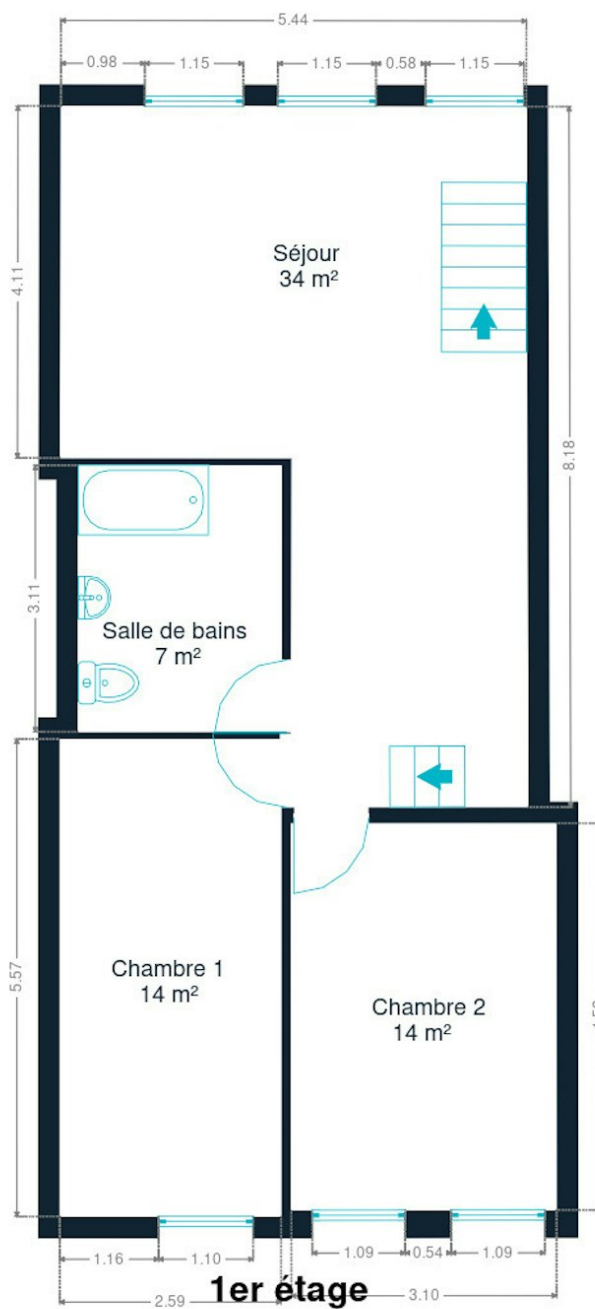 5.44
0.98 1.15 1.15 0.58 1.15
4.11
Séjour
34 m²
8.18
3.11
Salle de bains
7 m²
5.57
Chambre 1
14 m²
Chambre 2
14 m²
1.16 1.10
1.09 0.54 1.09
2.59
1er étage
3.10